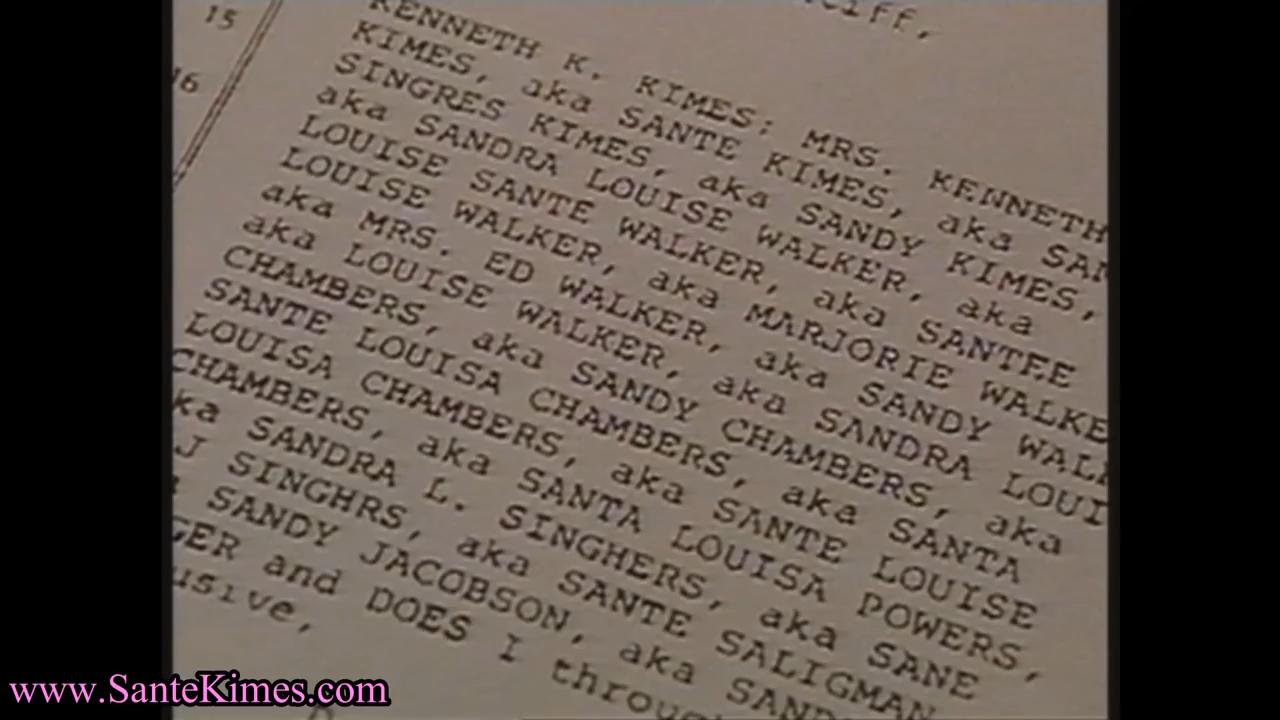 15
16
KENNETH K. KIMES; MRS. KENNETH
KIMES, aka SANTE KIMES, aka SAN
SINGRES KIMES, aka SANDY KIMES,
aka SANDRA LOUISE WALKER, aka
LOUISE SANTE WALKER, aka SANTEE
LOUISE WALKER, aka MARJORIE WALKE
aka MRS. ED WALKER, aka SANDY WAL
aka LOUISE WALKER, aka SANDRA LOUI
CHAMBERS, aka SANDY CHAMBERS, aka
SANTE LOUISA CHAMBERS, aka SANTA
LOUISA CHAMBERS, aka SANTE LOUISE
CHAMBERS, aka SANTA LOUISA POWERS,
ka SANDRA L. SINGHERS, aka SANE
J SINGHRS, aka SANTE SALIGMAN
SANDY JACOBSON, aka SAND
GER and DOES I throug
usive,
www.SanteKimes.com